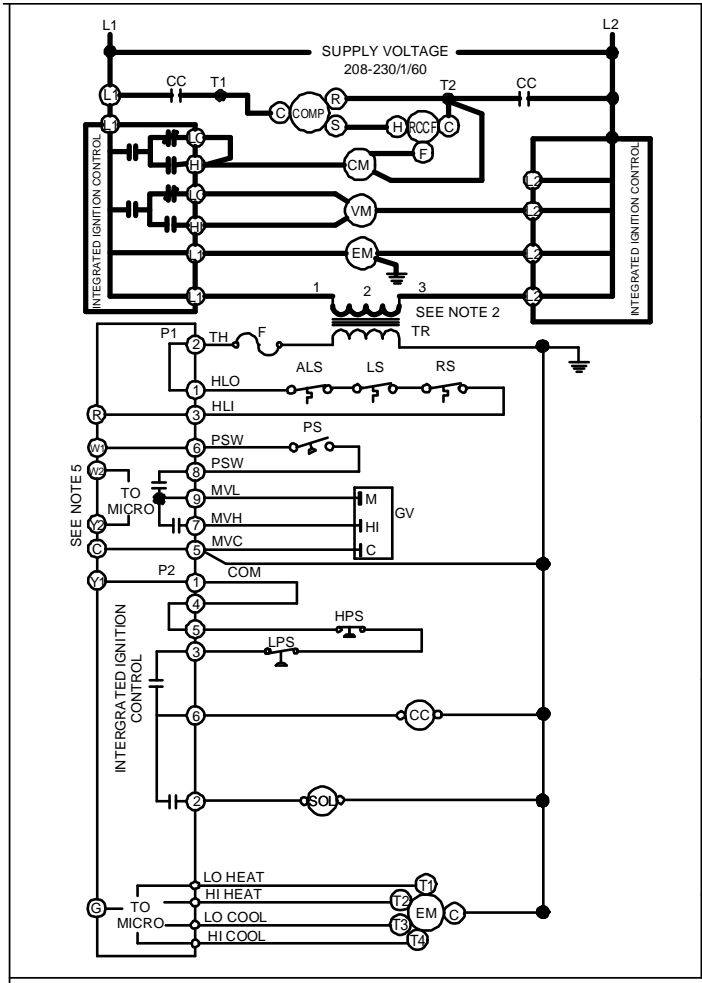 L1 L2
SUPPLY VOLTAGE
208-230/1/60
CC T1 T2 CC
L1 C COMP R
S H RCCF C
L1 F
INTEGRATED IGNITION CONTROL
LO
HI CM
LO
HI VM
L1 EM
L1 1 2 3
L2
L2
L2
L2
INTEGRATED IGNITION CONTROL
SEE NOTE 2
TR
P1 2 TH F
1 HLO ALS LS RS
R 3 HLI
W1 6 PSW PS
W2 8 PSW
TO
MICRO
9 MVL M
GV
Y2 7 MVH HI
C 5 MVC C
SEE NOTE 5
Y1 P2 1 COM
4
5 HPS
3 LPS
INTERGRATED IGNITION
CONTROL
6 CC
2 SOL
LO HEAT T1
HI HEAT T2
G TO
MICRO
EM C
LO COOL T3
HI COOL T4